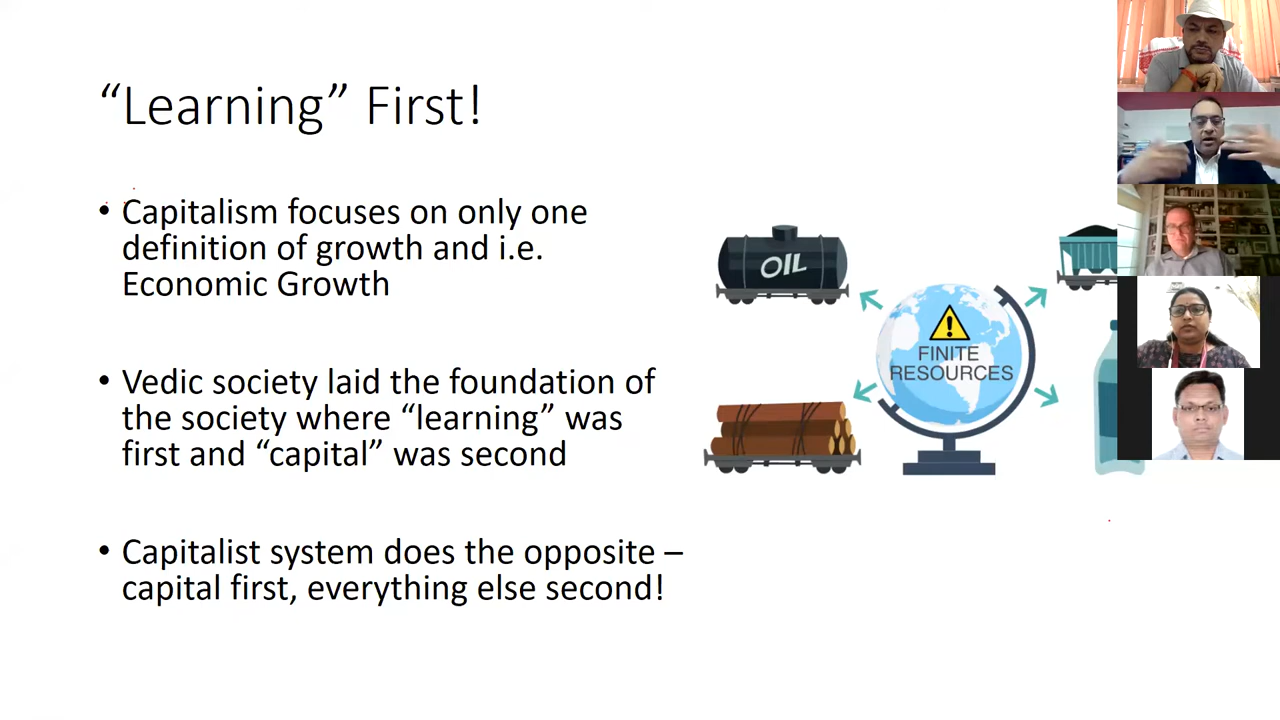 “Learning” First!
• Capitalism focuses on only one
definition of growth and i.e.
Economic Growth
• Vedic society laid the foundation of
the society where “learning” was
first and “capital” was second
• Capitalist system does the opposite –
capital first, everything else second!
OIL
FINITE
RESOURCES